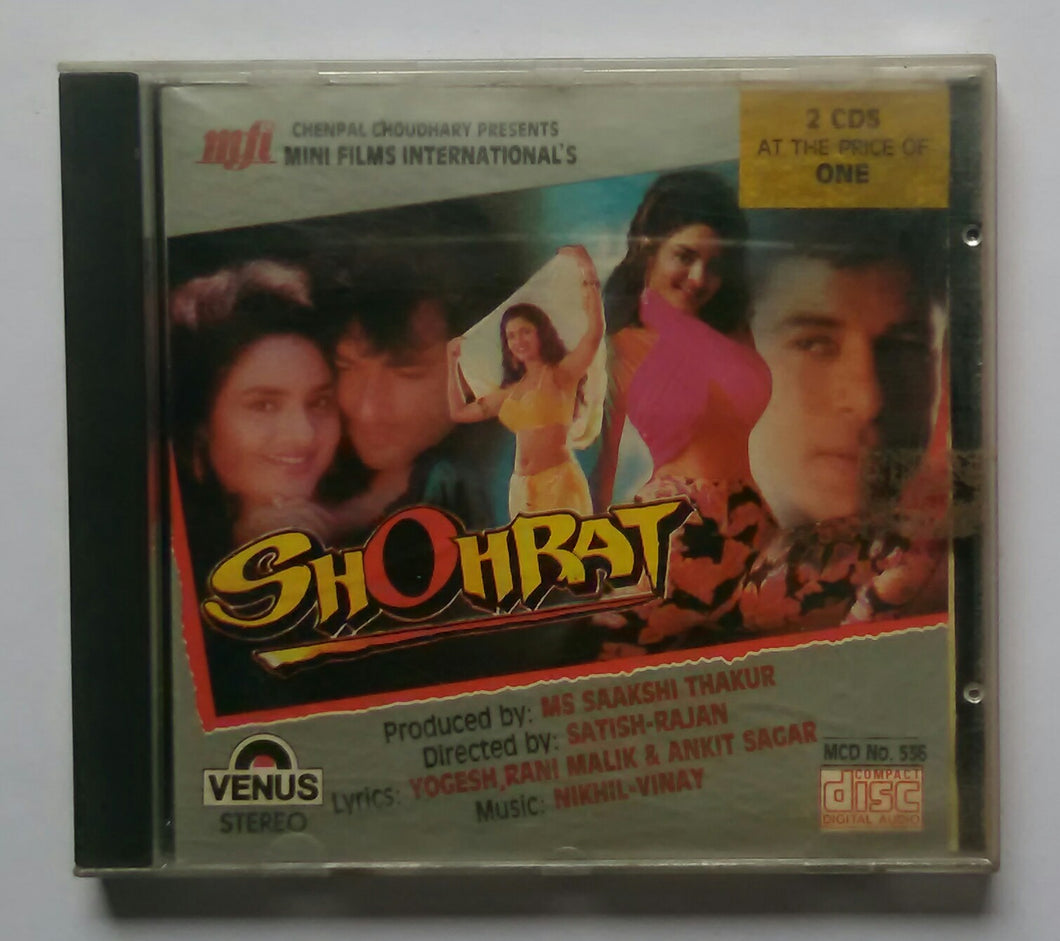 mfi
CHENPAL CHOUDHARY PRESENTS
MINI FILMS INTERNATIONAL'S
2 CDS
AT THE PRICE OF
ONE
SHOHRAT
Produced by: MS SAAKSHI THAKUR
Directed by: SATISH-RAJAN
Lyrics: YOGESH, RANI MALIK & ANKIT SAGAR
Music: NIKHIL-VINAY
VENUS
STEREO
MCD No. 536
COMPACT
disc
DIGITAL AUDIO